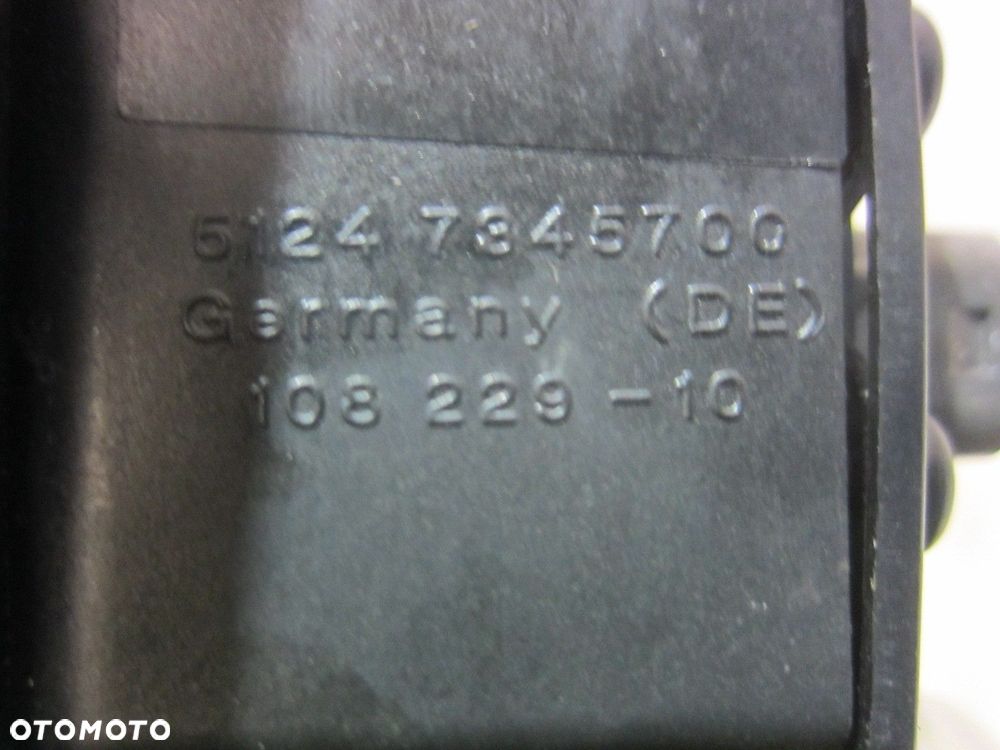 5124 7345700
Germany (DE)
108 229 -10
OTOMOTO